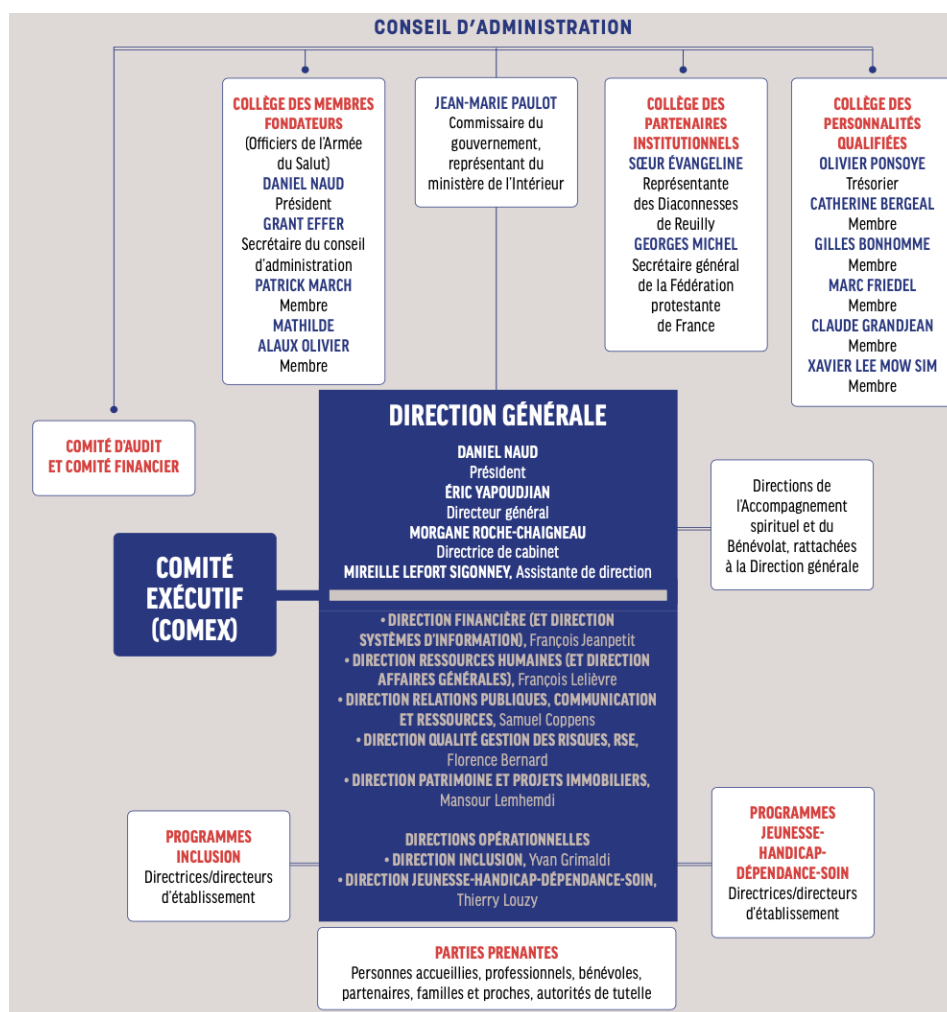 CONSEIL D'ADMINISTRATION
COLLÈGE DES MEMBRES
FONDATEURS
(Officiers de l'Armée
du Salut)
DANIEL NAUD
Président
GRANT EFFER
Secrétaire du conseil
d'administration
PATRICK MARCH
Membre
MATHILDE
ALAUX OLIVIER
Membre
JEAN-MARIE PAULOT
Commissaire du
gouvernement,
représentant du
ministère de l'Intérieur
COLLÈGE DES
PARTENAIRES
INSTITUTIONNELS
SŒUR ÉVANGELINE
Représentante
des Diaconnesses
de Reuilly
GEORGES MICHEL
Secrétaire général
de la Fédération
protestante
de France
COLLÈGE DES
PERSONNALITÉS
QUALIFIÉES
OLIVIER PONSOYE
Trésorier
CATHERINE BERGEAL
Membre
GILLES BONHOMME
Membre
MARC FRIEDEL
Membre
CLAUDE GRANDJEAN
Membre
XAVIER LEE MOW SIM
Membre
COMITÉ D'AUDIT
ET COMITÉ FINANCIER
DIRECTION GÉNÉRALE
DANIEL NAUD
Président
ÉRIC YAPOUDJIAN
Directeur général
MORGANE ROCHE-CHAIGNEAU
Directrice de cabinet
MIREILLE LEFORT SIGONNEY, Assistante de direction
Directions de
l'Accompagnement
spirituel et du
Bénévolat, rattachées
à la Direction générale
COMITÉ
EXÉCUTIF
(COMEX)
• DIRECTION FINANCIÈRE (ET DIRECTION
SYSTÈMES D'INFORMATION), François Jeanpetit
• DIRECTION RESSOURCES HUMAINES (ET DIRECTION
AFFAIRES GÉNÉRALES), François Lelièvre
• DIRECTION RELATIONS PUBLIQUES, COMMUNICATION
ET RESSOURCES, Samuel Coppens
• DIRECTION QUALITÉ GESTION DES RISQUES, RSE,
Florence Bernard
• DIRECTION PATRIMOINE ET PROJETS IMMOBILIERS,
Mansour Lemhemdi
DIRECTIONS OPÉRATIONNELLES
• DIRECTION INCLUSION, Yvan Grimaldi
• DIRECTION JEUNESSE-HANDICAP-DÉPENDANCE-SOIN,
Thierry Louzy
PROGRAMMES
INCLUSION
Directrices/directeurs
d'établissement
PROGRAMMES
JEUNESSE-
HANDICAP-
DÉPENDANCE-SOIN
Directrices/directeurs
d'établissement
PARTIES PRENANTES
Personnes accueillies, professionnels, bénévoles,
partenaires, familles et proches, autorités de tutelle